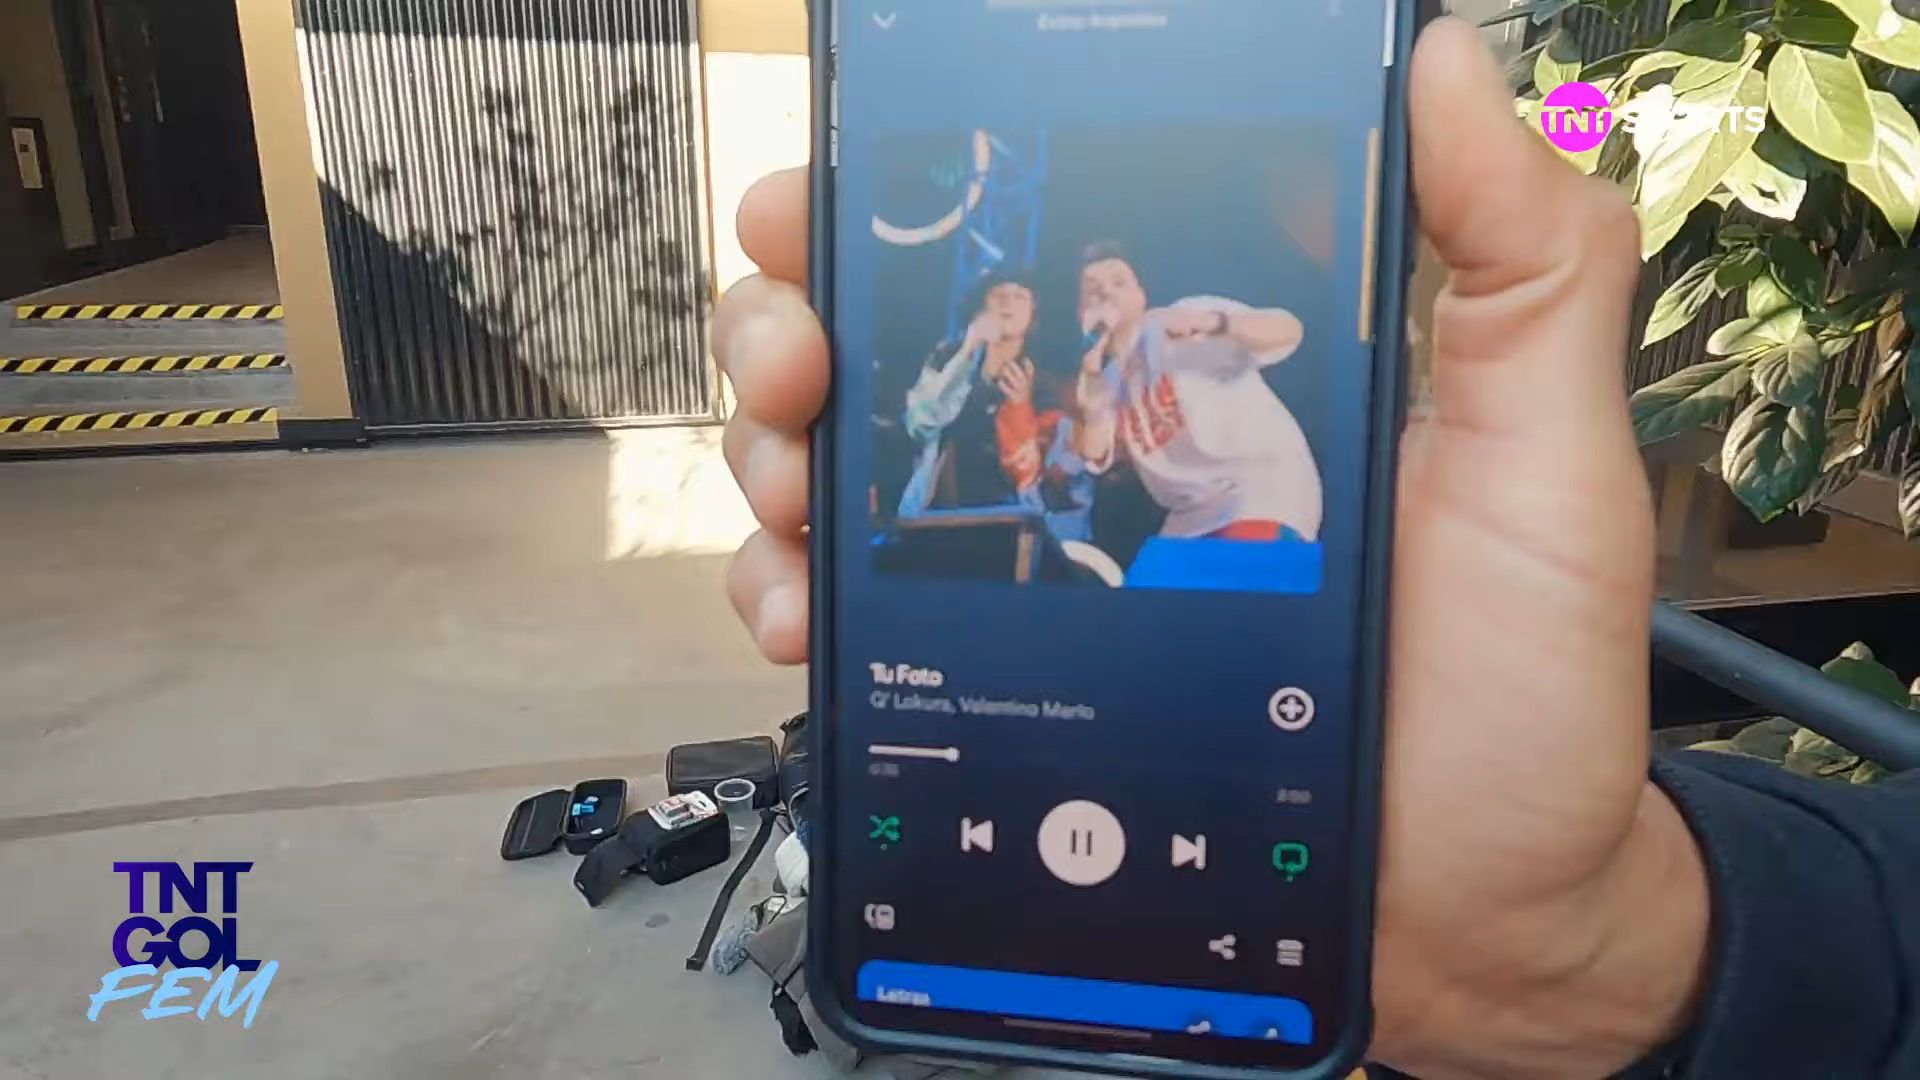 TNT SPORTS
Tu Foto
Q' Lokura, Valentino Merlo
Letras
TNT
GOL
FEM